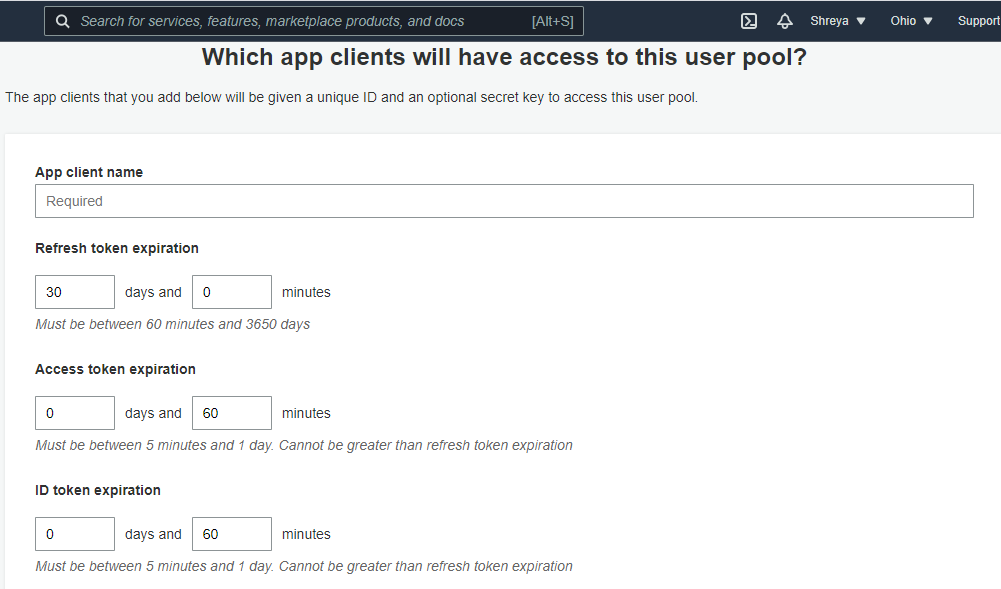 Search for services, features, marketplace products, and docs [Alt+S] Shreya Ohio Support
Which app clients will have access to this user pool?
The app clients that you add below will be given a unique ID and an optional secret key to access this user pool.
App client name
Required
Refresh token expiration
30 days and 0 minutes
Must be between 60 minutes and 3650 days
Access token expiration
0 days and 60 minutes
Must be between 5 minutes and 1 day. Cannot be greater than refresh token expiration
ID token expiration
0 days and 60 minutes
Must be between 5 minutes and 1 day. Cannot be greater than refresh token expiration